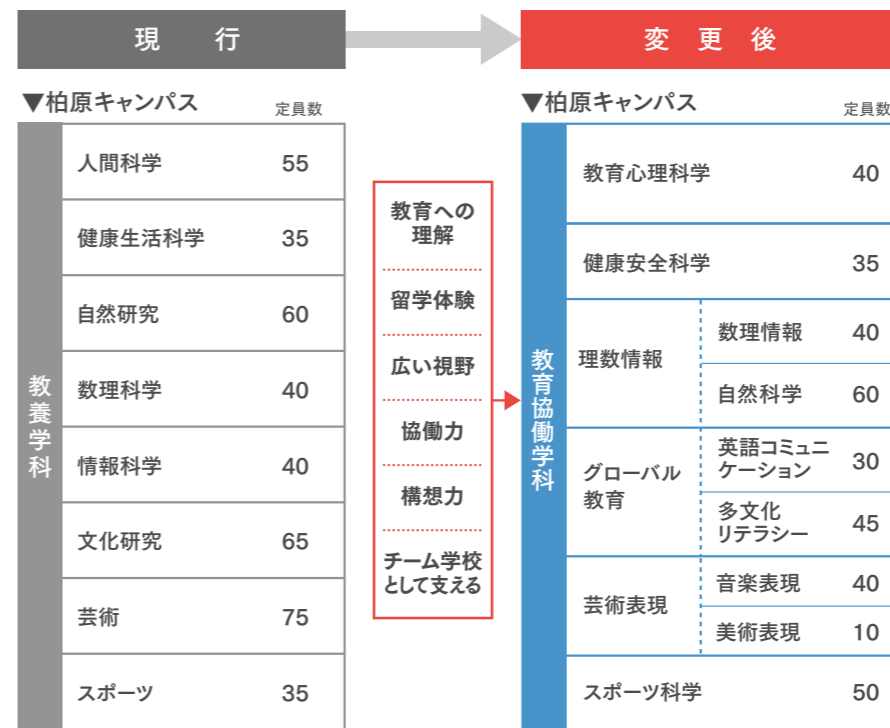 現 行
変 更 後
▼柏原キャンパス 定員数
教養学科
人間科学 55
健康生活科学 35
自然研究 60
数理科学 40
情報科学 40
文化研究 65
芸術 75
スポーツ 35
教育への
理解
留学体験
広い視野
協働力
構想力
チーム学校
として支える
▼柏原キャンパス 定員数
教育協働学科
教育心理科学 40
健康安全科学 35
理数情報
数理情報 40
自然科学 60
グローバル
教育
英語コミュニ
ケーション 30
多文化
リテラシー 45
芸術表現
音楽表現 40
美術表現 10
スポーツ科学 50